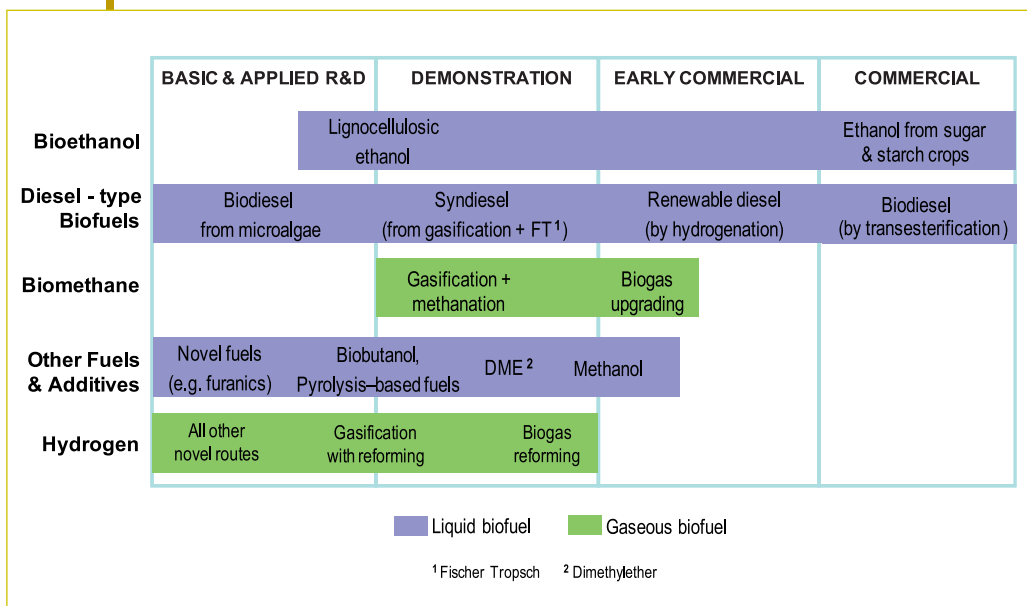 BASIC & APPLIED R&D DEMONSTRATION EARLY COMMERCIAL COMMERCIAL
Bioethanol
Lignocellulosic
ethanol
Ethanol from sugar
& starch crops
Diesel - type
Biofuels
Biodiesel
from microalgae
Syndiesel
(from gasification + FT¹)
Renewable diesel
(by hydrogenation)
Biodiesel
(by transesterification)
Biomethane
Gasification +
methanation
Biogas
upgrading
Other Fuels
& Additives
Novel fuels
(e.g. furanics)
Biobutanol,
Pyrolysis–based fuels
DME²
Methanol
Hydrogen
All other
novel routes
Gasification
with reforming
Biogas
reforming
Liquid biofuel Gaseous biofuel
¹ Fischer Tropsch ² Dimethylether